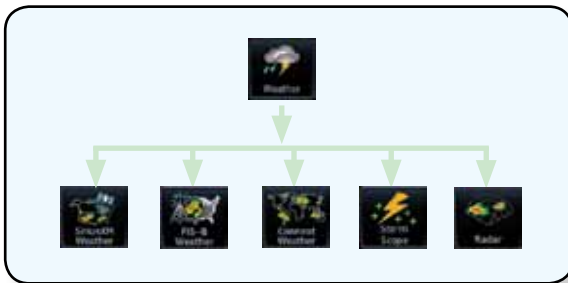 Weather
SiriusXM
Weather
FIS-B
Weather
Connext
Weather
Storm
Scope
Radar